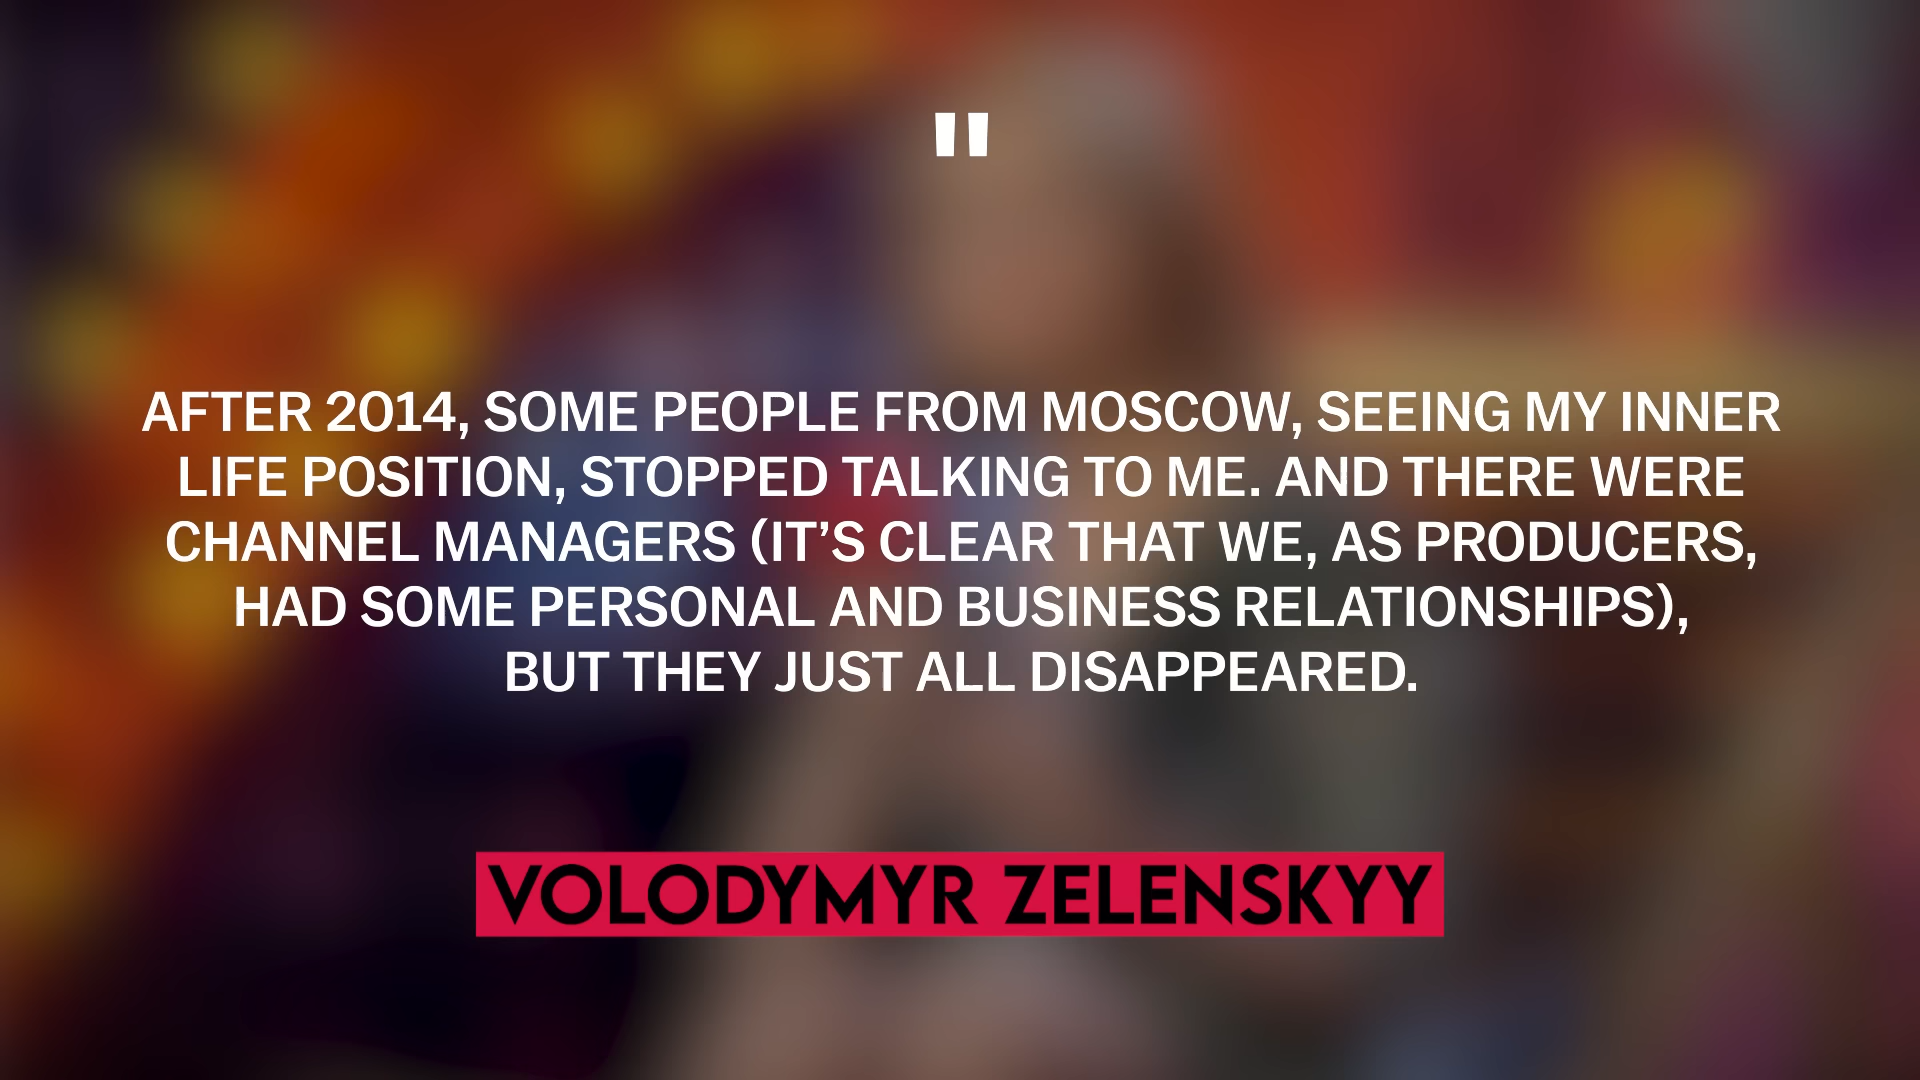 "
AFTER 2014, SOME PEOPLE FROM MOSCOW, SEEING MY INNER
LIFE POSITION, STOPPED TALKING TO ME. AND THERE WERE
CHANNEL MANAGERS (IT’S CLEAR THAT WE, AS PRODUCERS,
HAD SOME PERSONAL AND BUSINESS RELATIONSHIPS),
BUT THEY JUST ALL DISAPPEARED.
VOLODYMYR ZELENSKYY